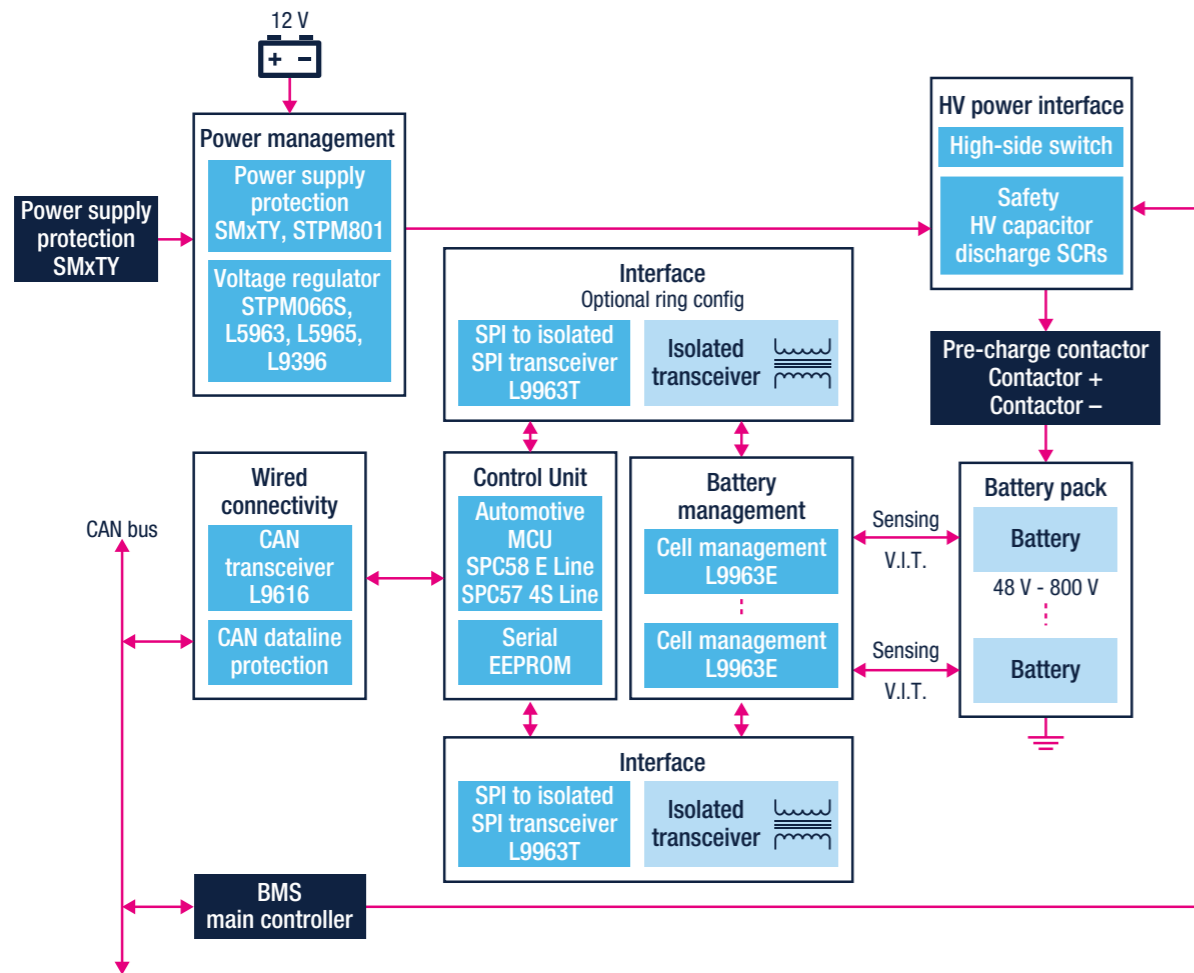 12 V
Power management
Power supply
protection
SMxTY, STPM801
Voltage regulator
STPM066S,
L5963, L5965,
L9396
Power supply
protection
SMxTY
HV power interface
High-side switch
Safety
HV capacitor
discharge SCRs
Interface
Optional ring config
SPI to isolated
SPI transceiver
L9963T
Isolated
transceiver
Pre-charge contactor
Contactor +
Contactor –
CAN bus
Wired
connectivity
CAN
transceiver
L9616
CAN dataline
protection
Control Unit
Automotive
MCU
SPC58 E Line
SPC57 4S Line
Serial
EEPROM
Battery
management
Cell management
L9963E
Cell management
L9963E
Sensing
V.I.T.
Sensing
V.I.T.
Battery pack
Battery
48 V - 800 V
Battery
Interface
SPI to isolated
SPI transceiver
L9963T
Isolated
transceiver
BMS
main controller